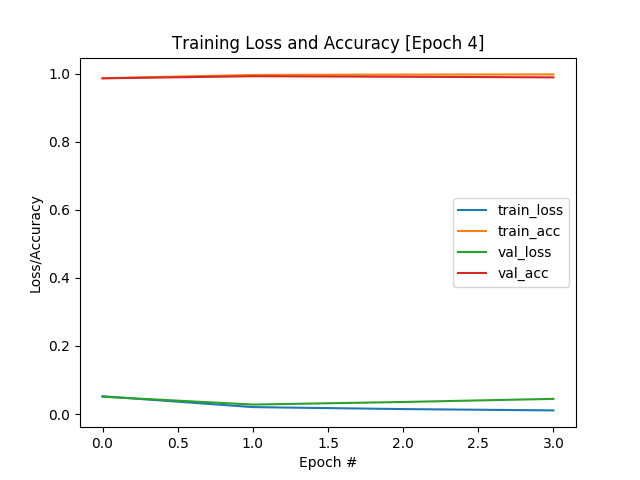 Training Loss and Accuracy [Epoch 4]
1.0
0.8
0.6
0.4
0.2
0.0
Loss/Accuracy
train_loss
train_acc
val_loss
val_acc
0.0 0.5 1.0 1.5 2.0 2.5 3.0
Epoch #